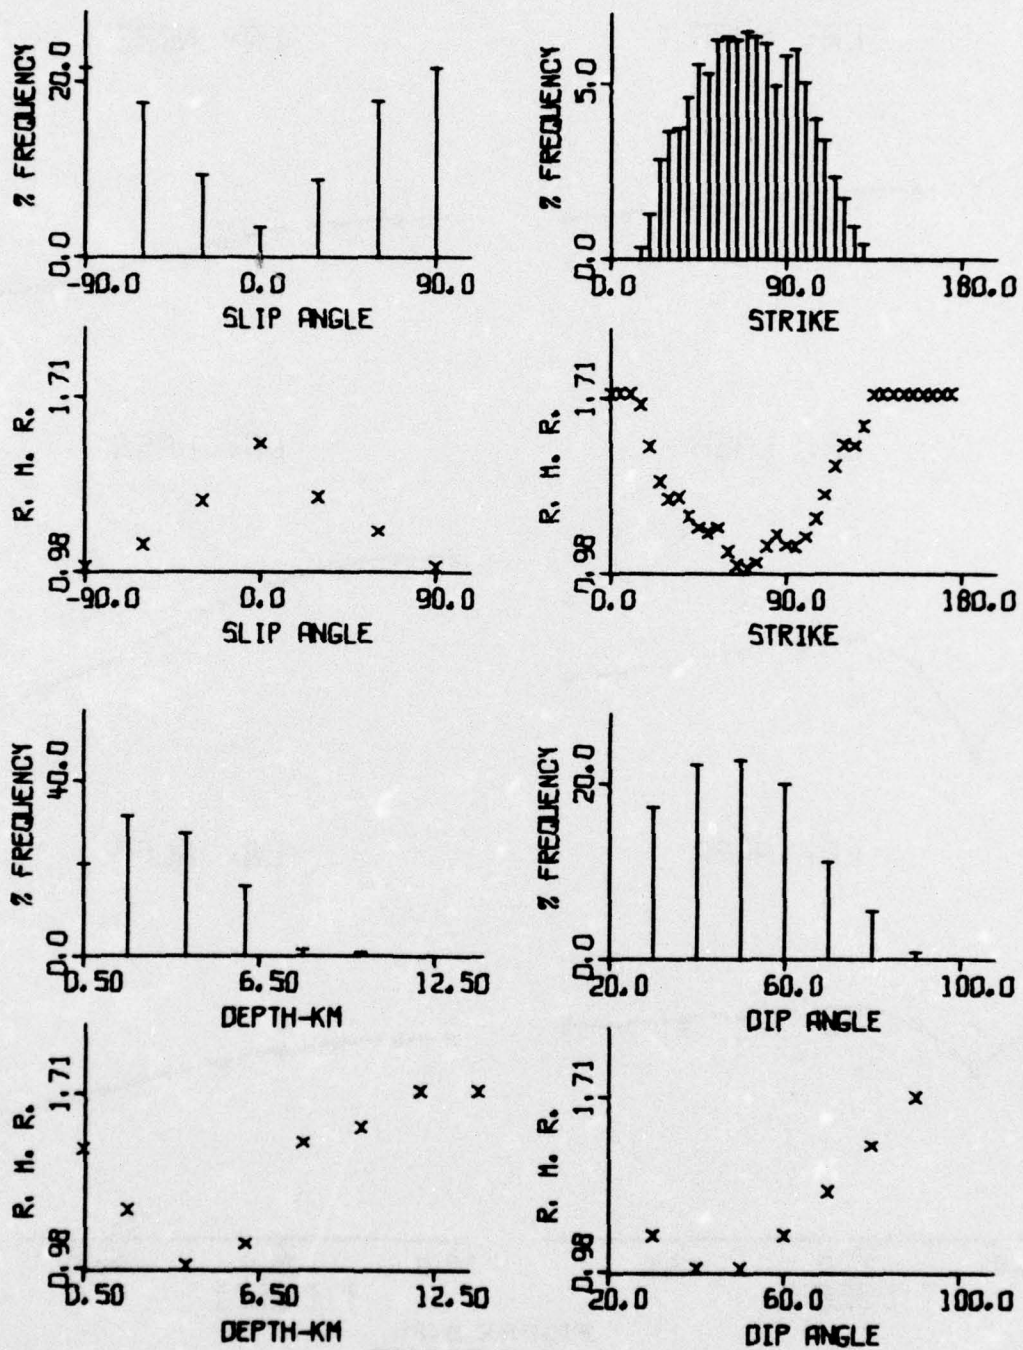 % FREQUENCY
20.0
0.0
-90.0 0.0 90.0
SLIP ANGLE
% FREQUENCY
5.0
0.0
0.0 90.0 180.0
STRIKE
R. M. R.
1.71
0.98
-90.0 0.0 90.0
SLIP ANGLE
R. M. R.
1.71
0.98
0.0 90.0 180.0
STRIKE
% FREQUENCY
40.0
0.0
0.50 6.50 12.50
DEPTH-KM
% FREQUENCY
20.0
0.0
20.0 60.0 100.0
DIP ANGLE
R. M. R.
1.71
0.98
0.50 6.50 12.50
DEPTH-KM
R. M. R.
1.71
0.98
20.0 60.0 100.0
DIP ANGLE